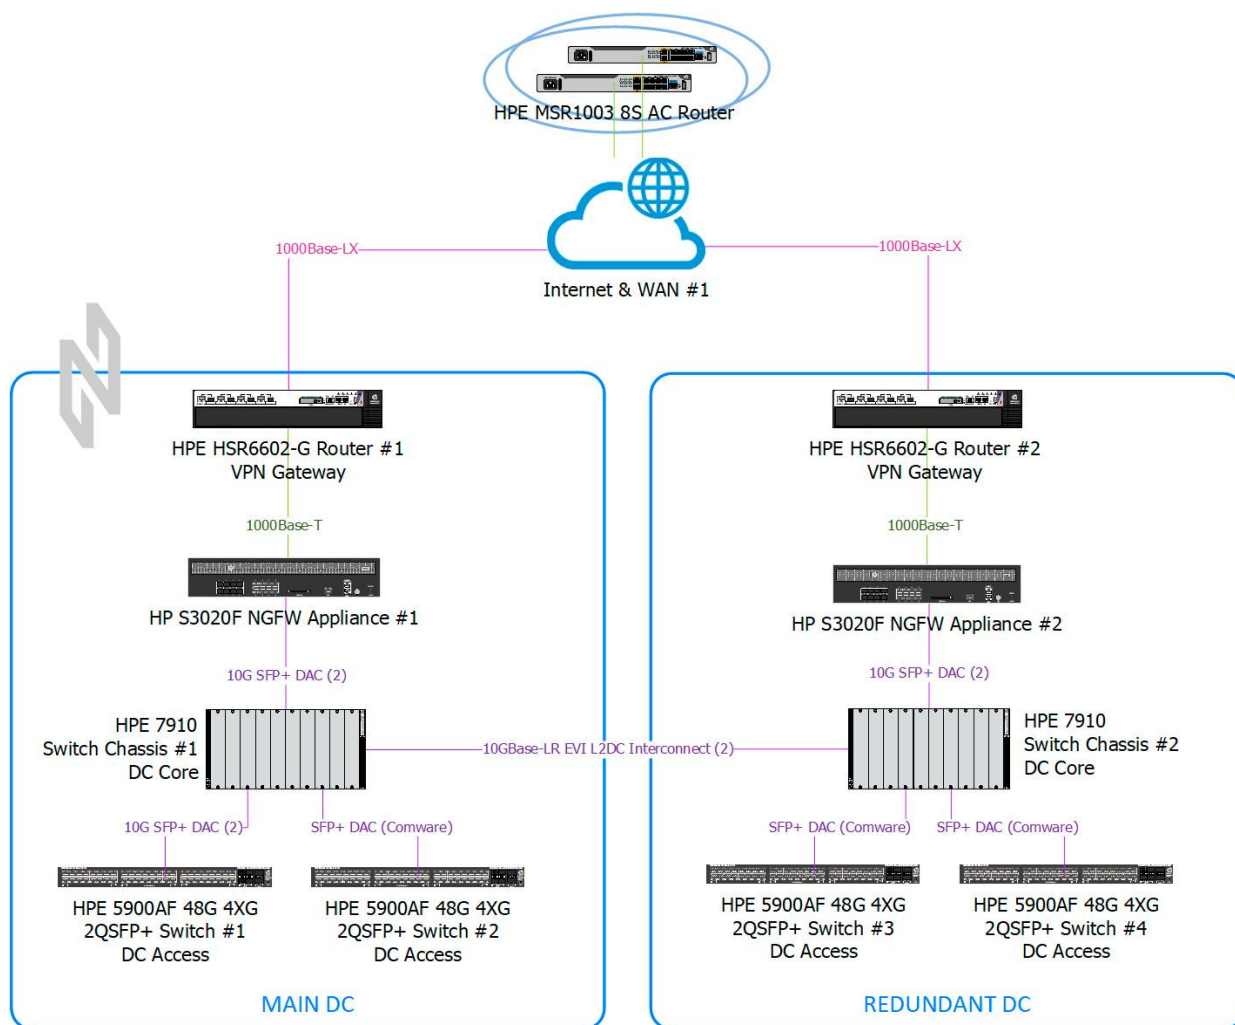 HPE MSR1003 8S AC Router
1000Base-LX
1000Base-LX
Internet & WAN #1
HPE HSR6602-G Router #1
VPN Gateway
HPE HSR6602-G Router #2
VPN Gateway
1000Base-T
1000Base-T
HP S3020F NGFW Appliance #1
HP S3020F NGFW Appliance #2
10G SFP+ DAC (2)
10G SFP+ DAC (2)
HPE 7910
Switch Chassis #1
DC Core
10GBase-LR EVI L2DC Interconnect (2)
HPE 7910
Switch Chassis #2
DC Core
10G SFP+ DAC (2)
SFP+ DAC (Comware)
SFP+ DAC (Comware)
SFP+ DAC (Comware)
HPE 5900AF 48G 4XG
2QSFP+ Switch #1
DC Access
HPE 5900AF 48G 4XG
2QSFP+ Switch #2
DC Access
HPE 5900AF 48G 4XG
2QSFP+ Switch #3
DC Access
HPE 5900AF 48G 4XG
2QSFP+ Switch #4
DC Access
MAIN DC
REDUNDANT DC